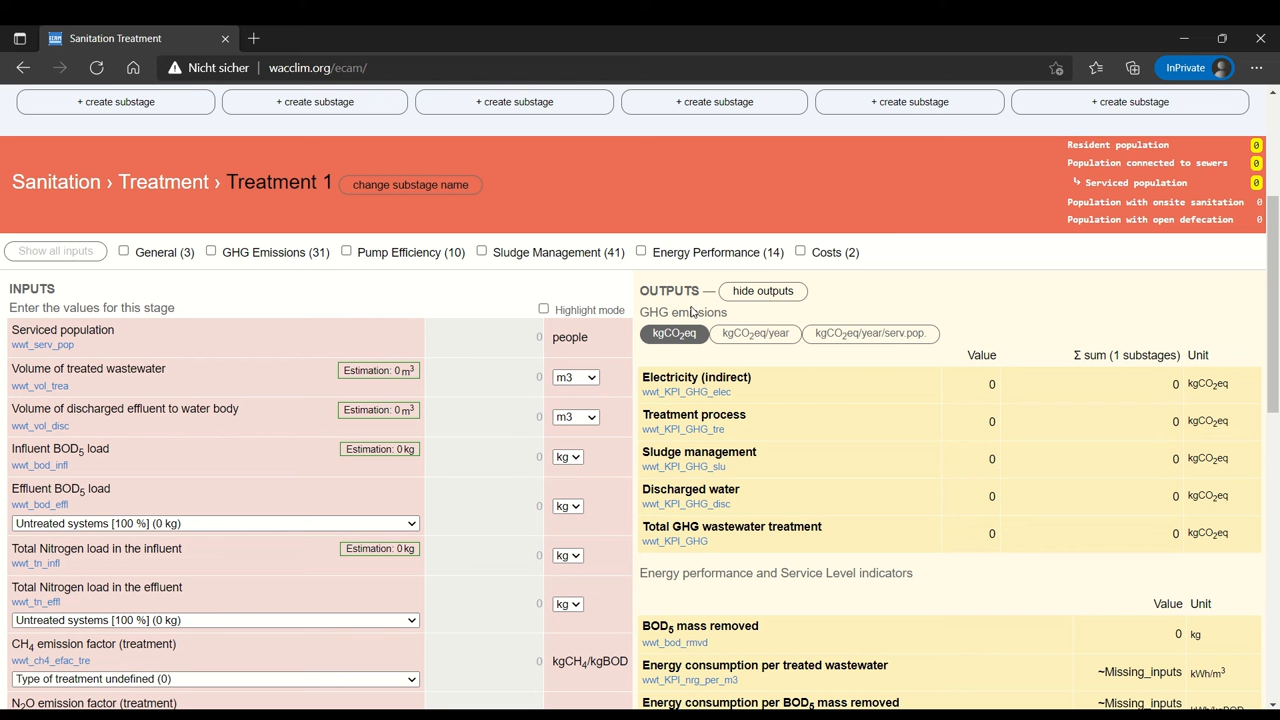 Sanitation Treatment
Nicht sicher
wacclim.org/ecam/
InPrivate
+ create substage
+ create substage
+ create substage
+ create substage
+ create substage
+ create substage
Sanitation › Treatment › Treatment 1
change substage name
Resident population 0
Population connected to sewers 0
↳ Serviced population 0
Population with onsite sanitation 0
Population with open defecation 0
Show all inputs
General (3)
GHG Emissions (31)
Pump Efficiency (10)
Sludge Management (41)
Energy Performance (14)
Costs (2)
INPUTS
Enter the values for this stage
Highlight mode
Serviced population
wwt_serv_pop
0 people
Volume of treated wastewater
wwt_vol_trea
Estimation: 0 m³
0 m3
Volume of discharged effluent to water body
wwt_vol_disc
Estimation: 0 m³
0 m3
Influent BOD₅ load
wwt_bod_infl
Estimation: 0 kg
0 kg
Effluent BOD₅ load
wwt_bod_effl
Untreated systems [100 %] (0 kg)
0 kg
Total Nitrogen load in the influent
wwt_tn_infl
Estimation: 0 kg
0 kg
Total Nitrogen load in the effluent
wwt_tn_effl
Untreated systems [100 %] (0 kg)
0 kg
CH₄ emission factor (treatment)
wwt_ch4_efac_tre
Type of treatment undefined (0)
0 kgCH₄/kgBOD
N₂O emission factor (treatment)
OUTPUTS —
hide outputs
GHG emissions
kgCO₂eq
kgCO₂eq/year
kgCO₂eq/year/serv.pop.
Value Σ sum (1 substages) Unit
Electricity (indirect)
wwt_KPI_GHG_elec
0 0 kgCO₂eq
Treatment process
wwt_KPI_GHG_tre
0 0 kgCO₂eq
Sludge management
wwt_KPI_GHG_slu
0 0 kgCO₂eq
Discharged water
wwt_KPI_GHG_disc
0 0 kgCO₂eq
Total GHG wastewater treatment
wwt_KPI_GHG
0 0 kgCO₂eq
Energy performance and Service Level indicators
Value Unit
BOD₅ mass removed
wwt_bod_rmvd
0 kg
Energy consumption per treated wastewater
wwt_KPI_nrg_per_m3
~Missing_inputs kWh/m³
Energy consumption per BOD₅ mass removed
~Missing_inputs